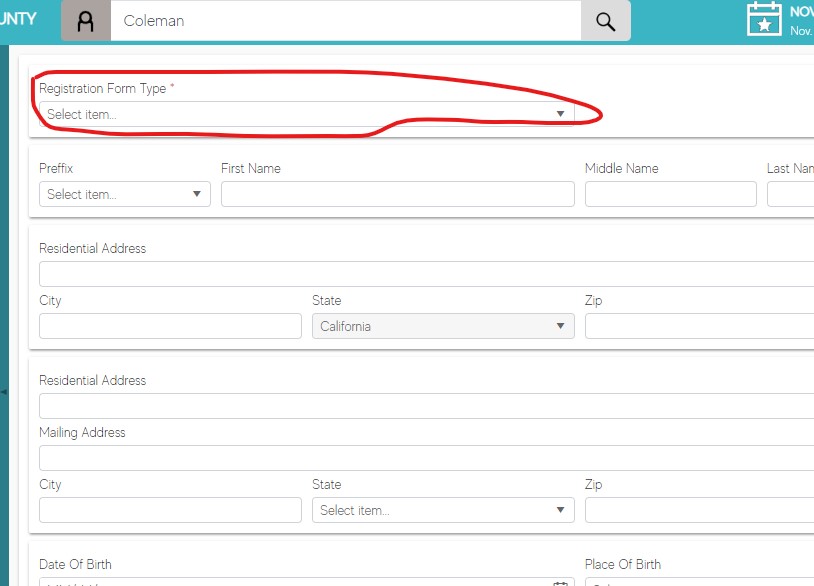 UNTY Coleman NOV
Nov.
Registration Form Type *
Select item...
Preffix First Name Middle Name Last Nam
Select item...
Residential Address
City State Zip
California
Residential Address
Mailing Address
City State Zip
Select item...
Date Of Birth Place Of Birth